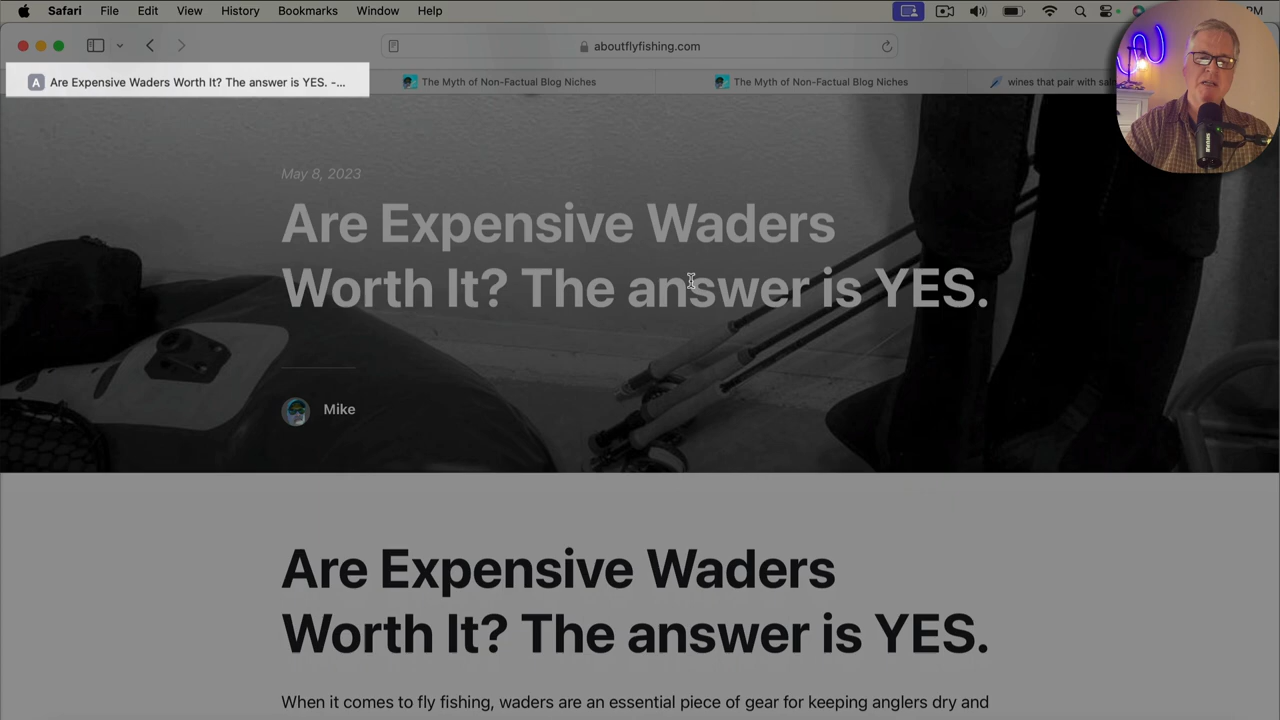 Safari File Edit View History Bookmarks Window Help PM
aboutflyfishing.com
A Are Expensive Waders Worth It? The answer is YES. -...
The Myth of Non-Factual Blog Niches
The Myth of Non-Factual Blog Niches
wines that pair with
May 8, 2023
Are Expensive Waders
Worth It? The answer is YES.
Mike
Are Expensive Waders
Worth It? The answer is YES.
When it comes to fly fishing, waders are an essential piece of gear for keeping anglers dry and